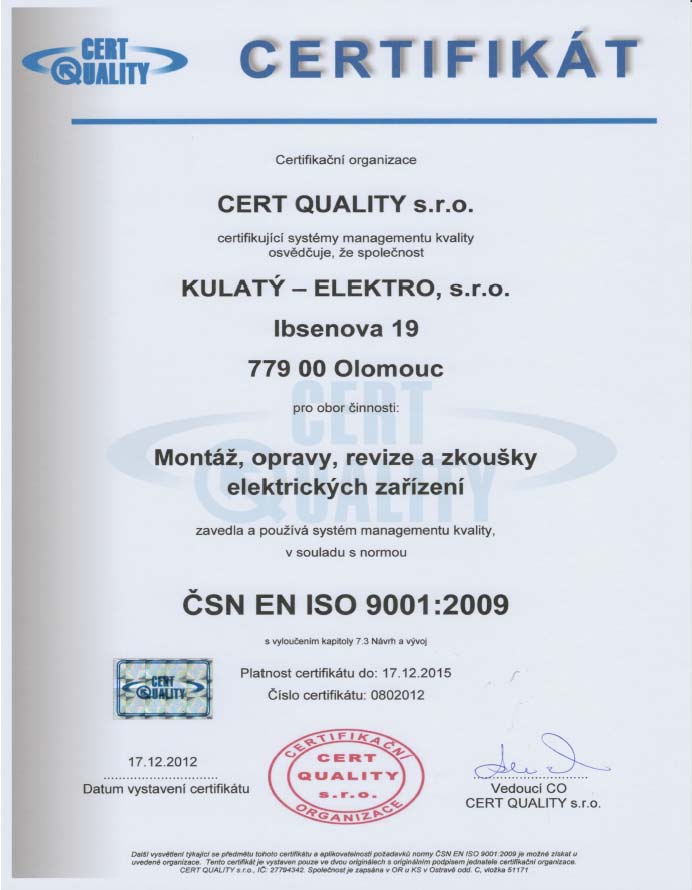 CERT
QUALITY
CERTIFIKÁT
Certifikační organizace
CERT QUALITY s.r.o.
certifikující systémy managementu kvality
osvědčuje, že společnost
KULATÝ – ELEKTRO, s.r.o.
Ibsenova 19
779 00 Olomouc
pro obor činnosti:
CERT
QUALITY
Montáž, opravy, revize a zkoušky
elektrických zařízení
zavedla a používá systém managementu kvality,
v souladu s normou
ČSN EN ISO 9001:2009
s vyloučením kapitoly 7.3 Návrh a vývoj
Platnost certifikátu do: 17.12.2015
Číslo certifikátu: 0802012
CERT
QUALITY
17.12.2012
Datum vystavení certifikátu
CERTIFIKAČNÍ
CERT
QUALITY
s.r.o.
ORGANIZACE
Vedoucí CO
CERT QUALITY s.r.o.
Další vysvětlení týkající se předmětu tohoto certifikátu a aplikovatelnosti požadavků normy ČSN EN ISO 9001:2009 je možné získat u
uvedené organizace. Tento certifikát je vystaven pouze ve dvou originálech s originálním podpisem jednatele certifikační organizace.
CERT QUALITY s.r.o., IČ: 27794342. Společnost je zapsána v OR u KS v Ostravě odd. C, vložka 51171